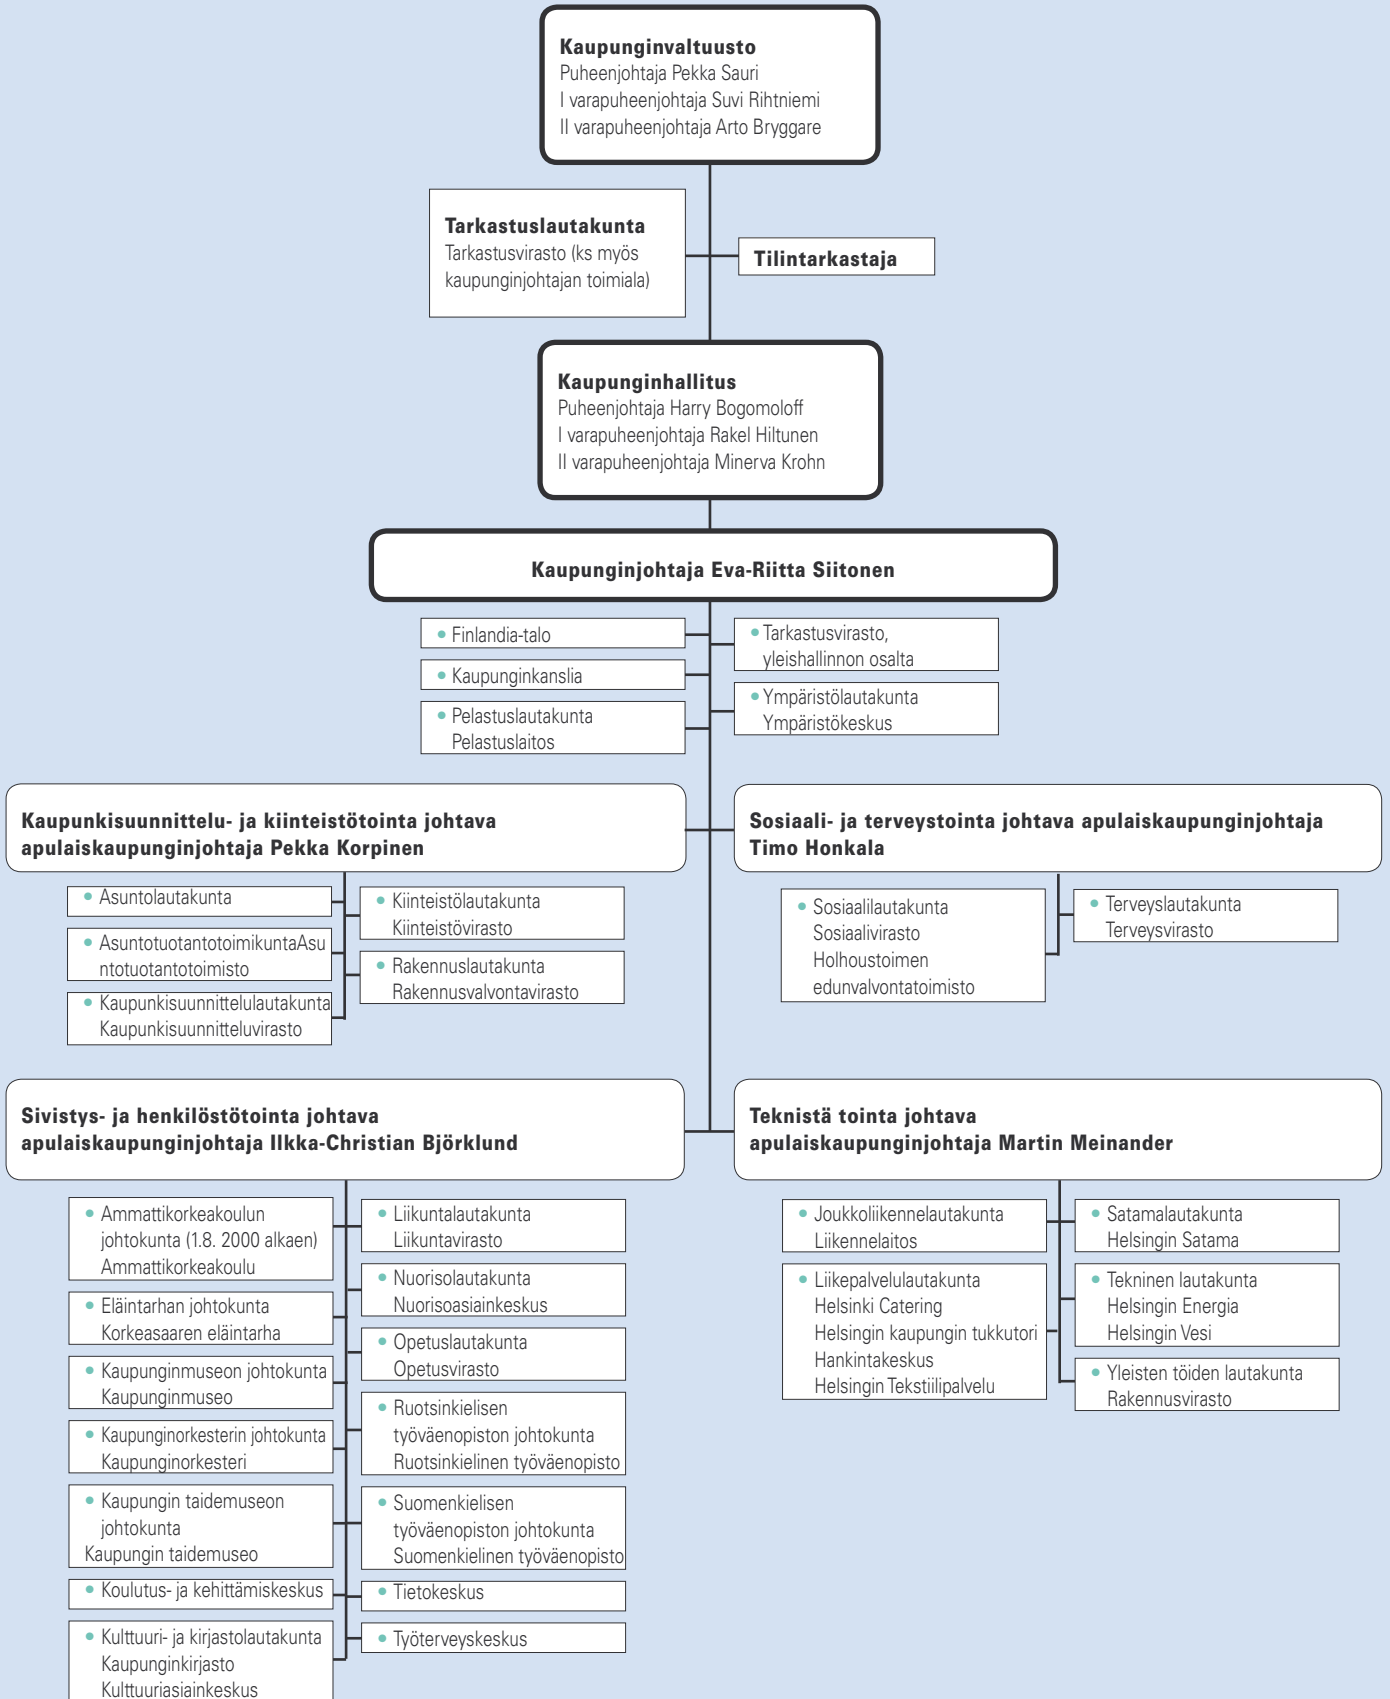 Kaupunginvaltuusto
Puheenjohtaja Pekka Sauri
I varapuheenjohtaja Suvi Rihtniemi
II varapuheenjohtaja Arto Bryggare
Tarkastuslautakunta
Tarkastusvirasto (ks myös
kaupunginjohtajan toimiala)
Tilintarkastaja
Kaupunginhallitus
Puheenjohtaja Harry Bogomoloff
I varapuheenjohtaja Rakel Hiltunen
II varapuheenjohtaja Minerva Krohn
Kaupunginjohtaja Eva-Riitta Siitonen
• Finlandia-talo
• Kaupunginkanslia
• Pelastuslautakunta
Pelastuslaitos
• Tarkastusvirasto,
yleishallinnon osalta
• Ympäristölautakunta
Ympäristökeskus
Kaupunkisuunnittelu- ja kiinteistötointa johtava
apulaiskaupunginjohtaja Pekka Korpinen
• Asuntolautakunta
• AsuntotuotantotoimikuntaAsu
ntotuotantotoimisto
• Kaupunkisuunnittelulautakunta
Kaupunkisuunnitteluvirasto
• Kiinteistölautakunta
Kiinteistövirasto
• Rakennuslautakunta
Rakennusvalvontavirasto
Sosiaali- ja terveystointa johtava apulaiskaupunginjohtaja
Timo Honkala
• Sosiaalilautakunta
Sosiaalivirasto
Holhoustoimen
edunvalvontatoimisto
• Terveyslautakunta
Terveysvirasto
Sivistys- ja henkilöstötointa johtava
apulaiskaupunginjohtaja Ilkka-Christian Björklund
• Ammattikorkeakoulun
johtokunta (1.8. 2000 alkaen)
Ammattikorkeakoulu
• Eläintarhan johtokunta
Korkeasaaren eläintarha
• Kaupunginmuseon johtokunta
Kaupunginmuseo
• Kaupunginorkesterin johtokunta
Kaupunginorkesteri
• Kaupungin taidemuseon
johtokunta
Kaupungin taidemuseo
• Koulutus- ja kehittämiskeskus
• Kulttuuri- ja kirjastolautakunta
Kaupunginkirjasto
Kulttuuriasiainkeskus
• Liikuntalautakunta
Liikuntavirasto
• Nuorisolautakunta
Nuorisoasiainkeskus
• Opetuslautakunta
Opetusvirasto
• Ruotsinkielisen
työväenopiston johtokunta
Ruotsinkielinen työväenopisto
• Suomenkielisen
työväenopiston johtokunta
Suomenkielinen työväenopisto
• Tietokeskus
• Työterveyskeskus
Teknistä tointa johtava
apulaiskaupunginjohtaja Martin Meinander
• Joukkoliikennelautakunta
Liikennelaitos
• Liikepalvelulautakunta
Helsinki Catering
Helsingin kaupungin tukkutori
Hankintakeskus
Helsingin Tekstiilipalvelu
• Satamalautakunta
Helsingin Satama
• Tekninen lautakunta
Helsingin Energia
Helsingin Vesi
• Yleisten töiden lautakunta
Rakennusvirasto